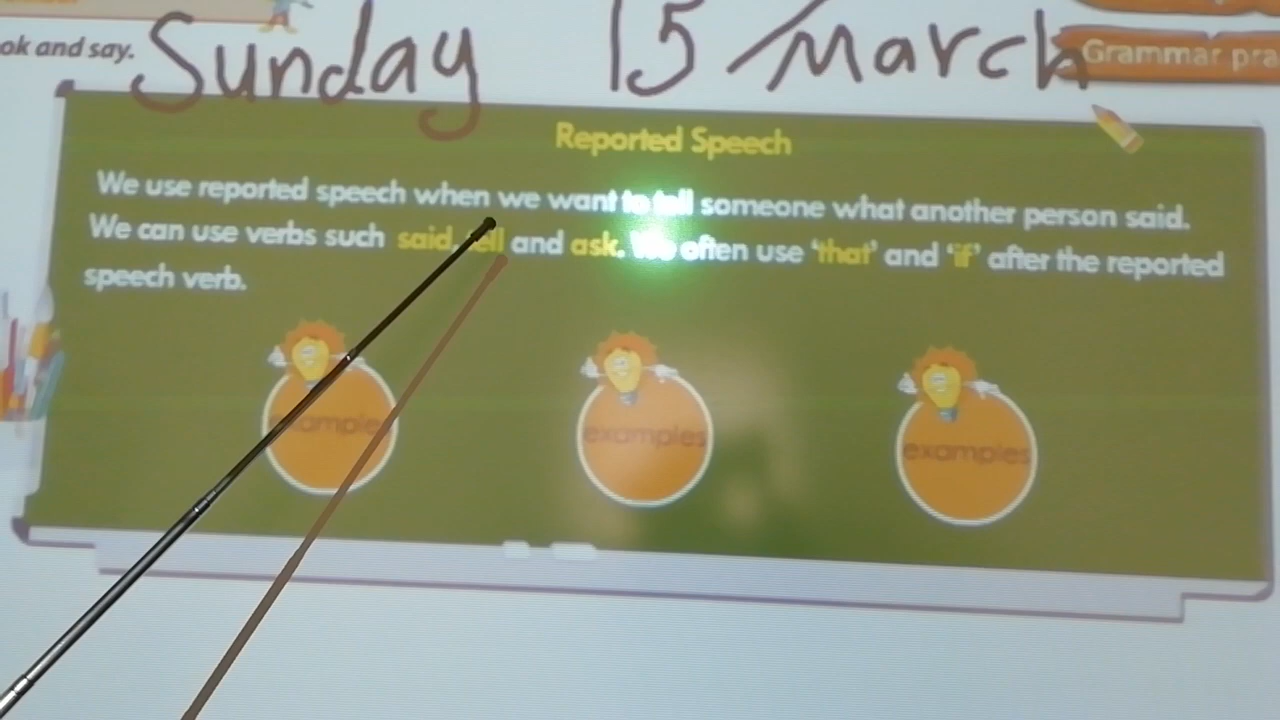 ok and say.
Sunday 15/March
Grammar pra
Reported Speech
We use reported speech when we want to tell someone what another person said.
We can use verbs such said, tell and ask. We often use 'that' and 'if' after the reported
speech verb.
examples
examples
examples